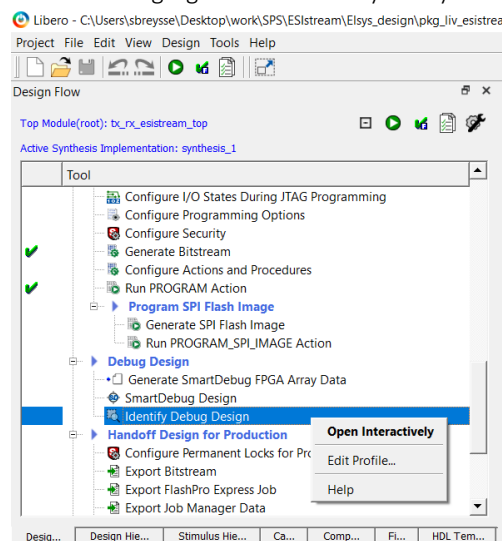 Libero - C:\Users\sbreysse\Desktop\work\SPS\ESIstream\Elsys_design\pkg_liv_esistrea
Project File Edit View Design Tools Help
Design Flow
Top Module(root): tx_rx_esistream_top
Active Synthesis Implementation: synthesis_1
Tool
Configure I/O States During JTAG Programming
Configure Programming Options
Configure Security
Generate Bitstream
Configure Actions and Procedures
Run PROGRAM Action
Program SPI Flash Image
Generate SPI Flash Image
Run PROGRAM_SPI_IMAGE Action
Debug Design
Generate SmartDebug FPGA Array Data
SmartDebug Design
Identify Debug Design
Open Interactively
Handoff Design for Production
Configure Permanent Locks for Pro
Edit Profile...
Export Bitstream
Help
Export FlashPro Express Job
Export Job Manager Data
Desig... Design Hie... Stimulus Hie... Ca... Comp... Fi... HDL Tem...